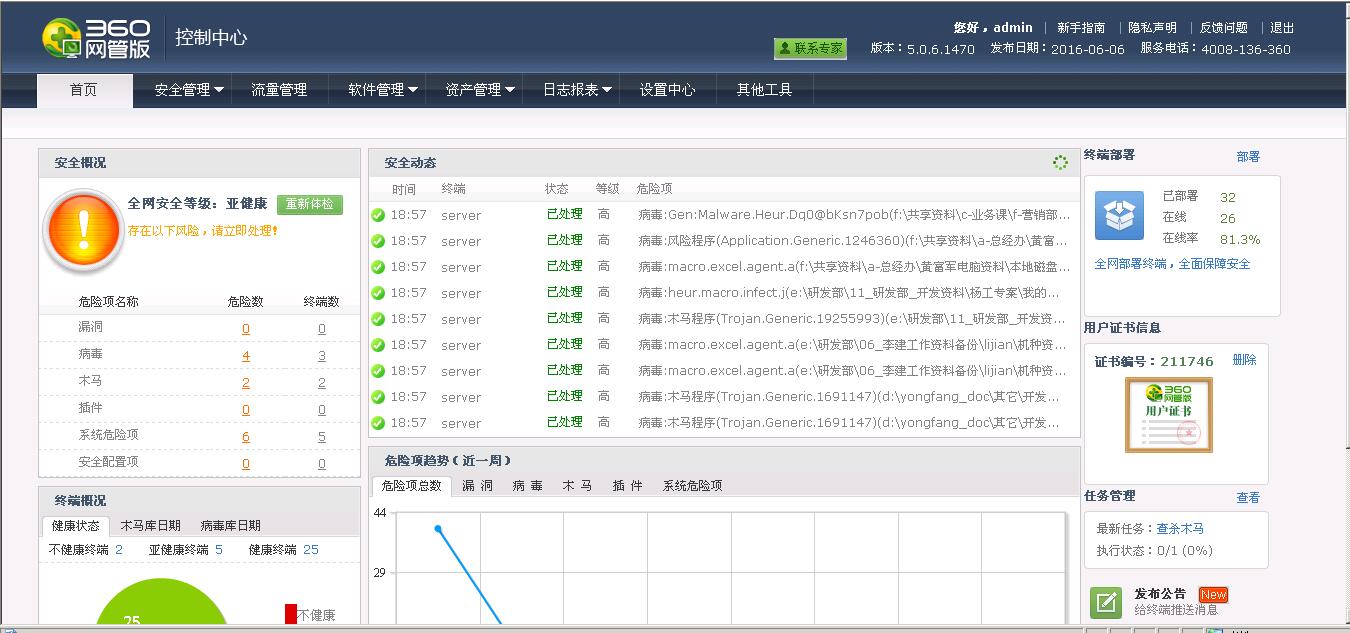 360网管版 控制中心
您好，admin | 新手指南 | 隐私声明 | 反馈问题 | 退出
联系专家 版本：5.0.6.1470 发布日期：2016-06-06 服务电话：4008-136-360
首页 安全管理 流量管理 软件管理 资产管理 日志报表 设置中心 其他工具
安全概况
全网安全等级：亚健康 重新体检
存在以下风险，请立即处理!
危险项名称 危险数 终端数
漏洞 0 0
病毒 4 3
木马 2 2
插件 0 0
系统危险项 6 5
安全配置项 0 0
终端概况
健康状态 木马库日期 病毒库日期
不健康终端 2 亚健康终端 5 健康终端 25
25
不健康
安全动态
时间 终端 状态 等级 危险项
18:57 server 已处理 高 病毒:Gen:Malware.Heur.Dq0@bKsn7pob(f:\共享资料\c-业务课\f-营销部...
18:57 server 已处理 高 病毒:风险程序(Application.Generic.1246360)(f:\共享资料\a-总经办\黄富...
18:57 server 已处理 高 病毒:macro.excel.agent.a(f:\共享资料\a-总经办\黄富军电脑资料\本地磁盘...
18:57 server 已处理 高 病毒:heur.macro.infect.j(e:\研发部\11_研发部_开发资料\杨工专案\我的...
18:57 server 已处理 高 病毒:木马程序(Trojan.Generic.19255993)(e:\研发部\11_研发部_开发资...
18:57 server 已处理 高 病毒:macro.excel.agent.a(e:\研发部\06_李建工作资料备份\lijian\机种资...
18:57 server 已处理 高 病毒:macro.excel.agent.a(e:\研发部\06_李建工作资料备份\lijian\机种资...
18:57 server 已处理 高 病毒:木马程序(Trojan.Generic.1691147)(d:\yongfang_doc\其它\开发...
18:57 server 已处理 高 病毒:木马程序(Trojan.Generic.1691147)(d:\yongfang_doc\其它\开发...
危险项趋势（近一周）
危险项总数 漏 洞 病 毒 木 马 插 件 系统危险项
44
29
终端部署 部署
已部署 32
在线 26
在线率 81.3%
全网部署终端，全面保障安全
用户证书信息
证书编号：211746 删除
360网管版
用户证书
任务管理 查看
最新任务：查杀木马
执行状态：0/1 (0%)
发布公告 New
给终端推送消息